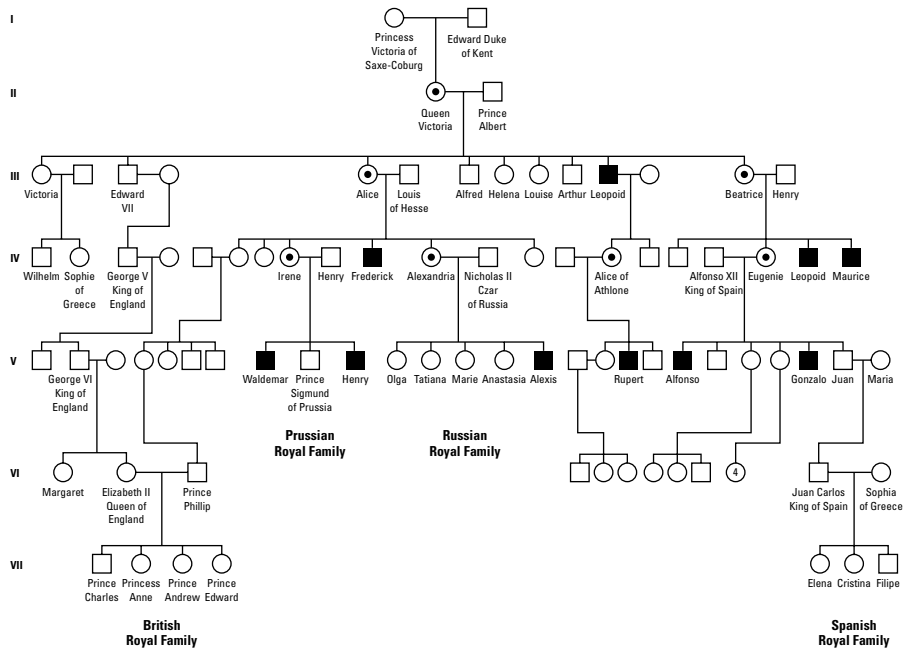 I
Princess
Victoria of
Saxe-Coburg
Edward Duke
of Kent
II
Queen
Victoria
Prince
Albert
III
Victoria
Edward
VII
Alice
Louis
of Hesse
Alfred
Helena
Louise
Arthur
Leopoid
Beatrice
Henry
IV
Wilhelm
Sophie
of
Greece
George V
King of
England
Irene
Henry
Frederick
Alexandria
Nicholas II
Czar
of Russia
Alice of
Athlone
Alfonso XII
King of Spain
Eugenie
Leopoid
Maurice
V
George VI
King of
England
Waldemar
Prince
Sigmund
of Prussia
Henry
Olga
Tatiana
Marie
Anastasia
Alexis
Rupert
Alfonso
Gonzalo
Juan
Maria
Prussian
Royal Family
Russian
Royal Family
VI
Margaret
Elizabeth II
Queen of
England
Prince
Phillip
4
Juan Carlos
King of Spain
Sophia
of Greece
VII
Prince
Charles
Princess
Anne
Prince
Andrew
Prince
Edward
Elena
Cristina
Filipe
British
Royal Family
Spanish
Royal Family